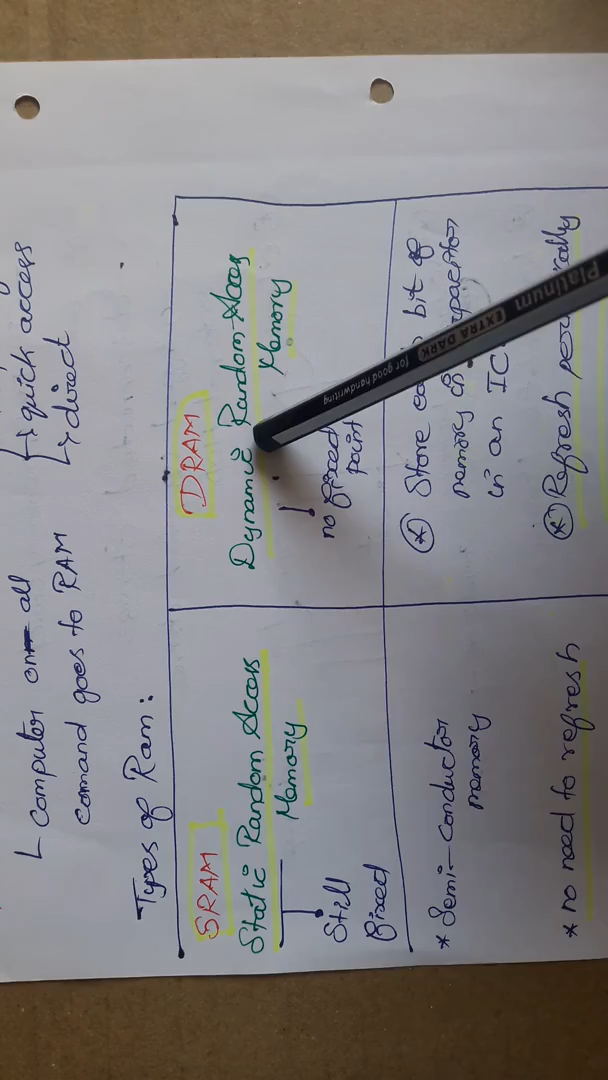 Computer on all
command goes to RAM
quick access
direct
Types of Ram:
SRAM
Static Random Access
Memory
Still
fixed
DRAM
Dynamic Random Access
Memory
no fixed
point
* Semi-conductor
memory
* Store bit of
memory
in an IC
* no need to refresh
* Refresh
Platinum
EXTRA DARK
for good handwriting